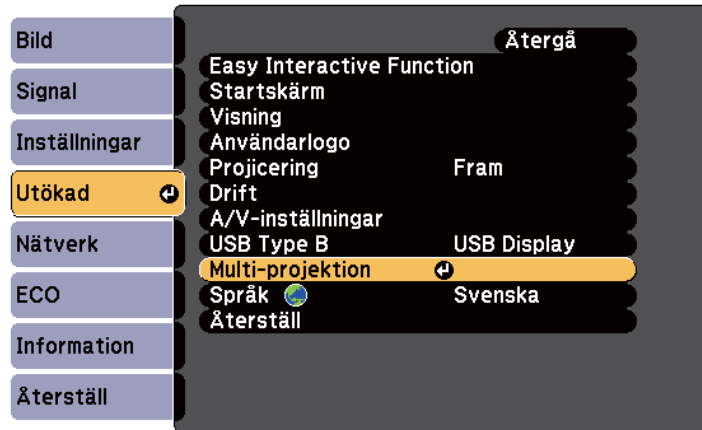 Bild
Signal
Inställningar
Utökad
Nätverk
ECO
Information
Återställ
Återgå
Easy Interactive Function
Startskärm
Visning
Användarlogo
Projicering Fram
Drift
A/V-inställningar
USB Type B USB Display
Multi-projektion
Språk Svenska
Återställ